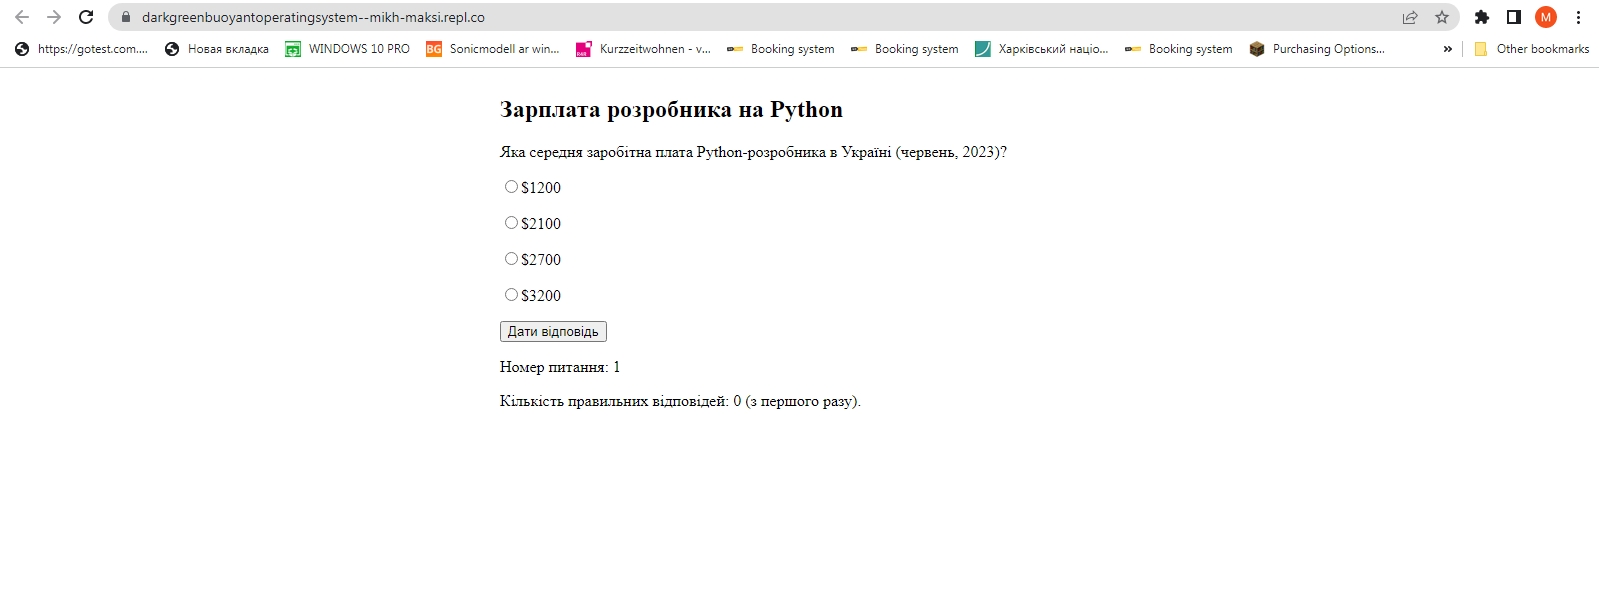 darkgreenbuoyantoperatingsystem--mikh-maksi.repl.co
M
https://gotest.com.... Новая вкладка WINDOWS 10 PRO BG Sonicmodell ar win... Kurzzeitwohnen - v... Booking system Booking system Харківський націо... Booking system Purchasing Options... » Other bookmarks
Зарплата розробника на Python
Яка середня заробітна плата Python-розробника в Україні (червень, 2023)?
$1200
$2100
$2700
$3200
Дати відповідь
Номер питання: 1
Кількість правильних відповідей: 0 (з першого разу).